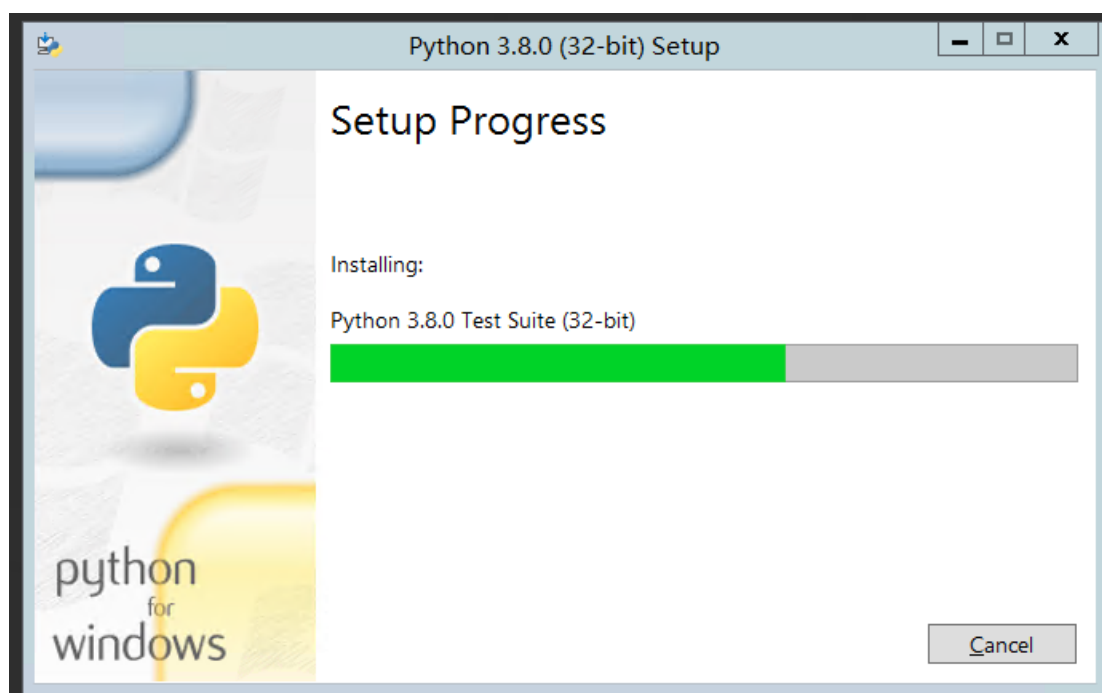 Python 3.8.0 (32-bit) Setup
Setup Progress
Installing:
Python 3.8.0 Test Suite (32-bit)
python
for
windows
Cancel